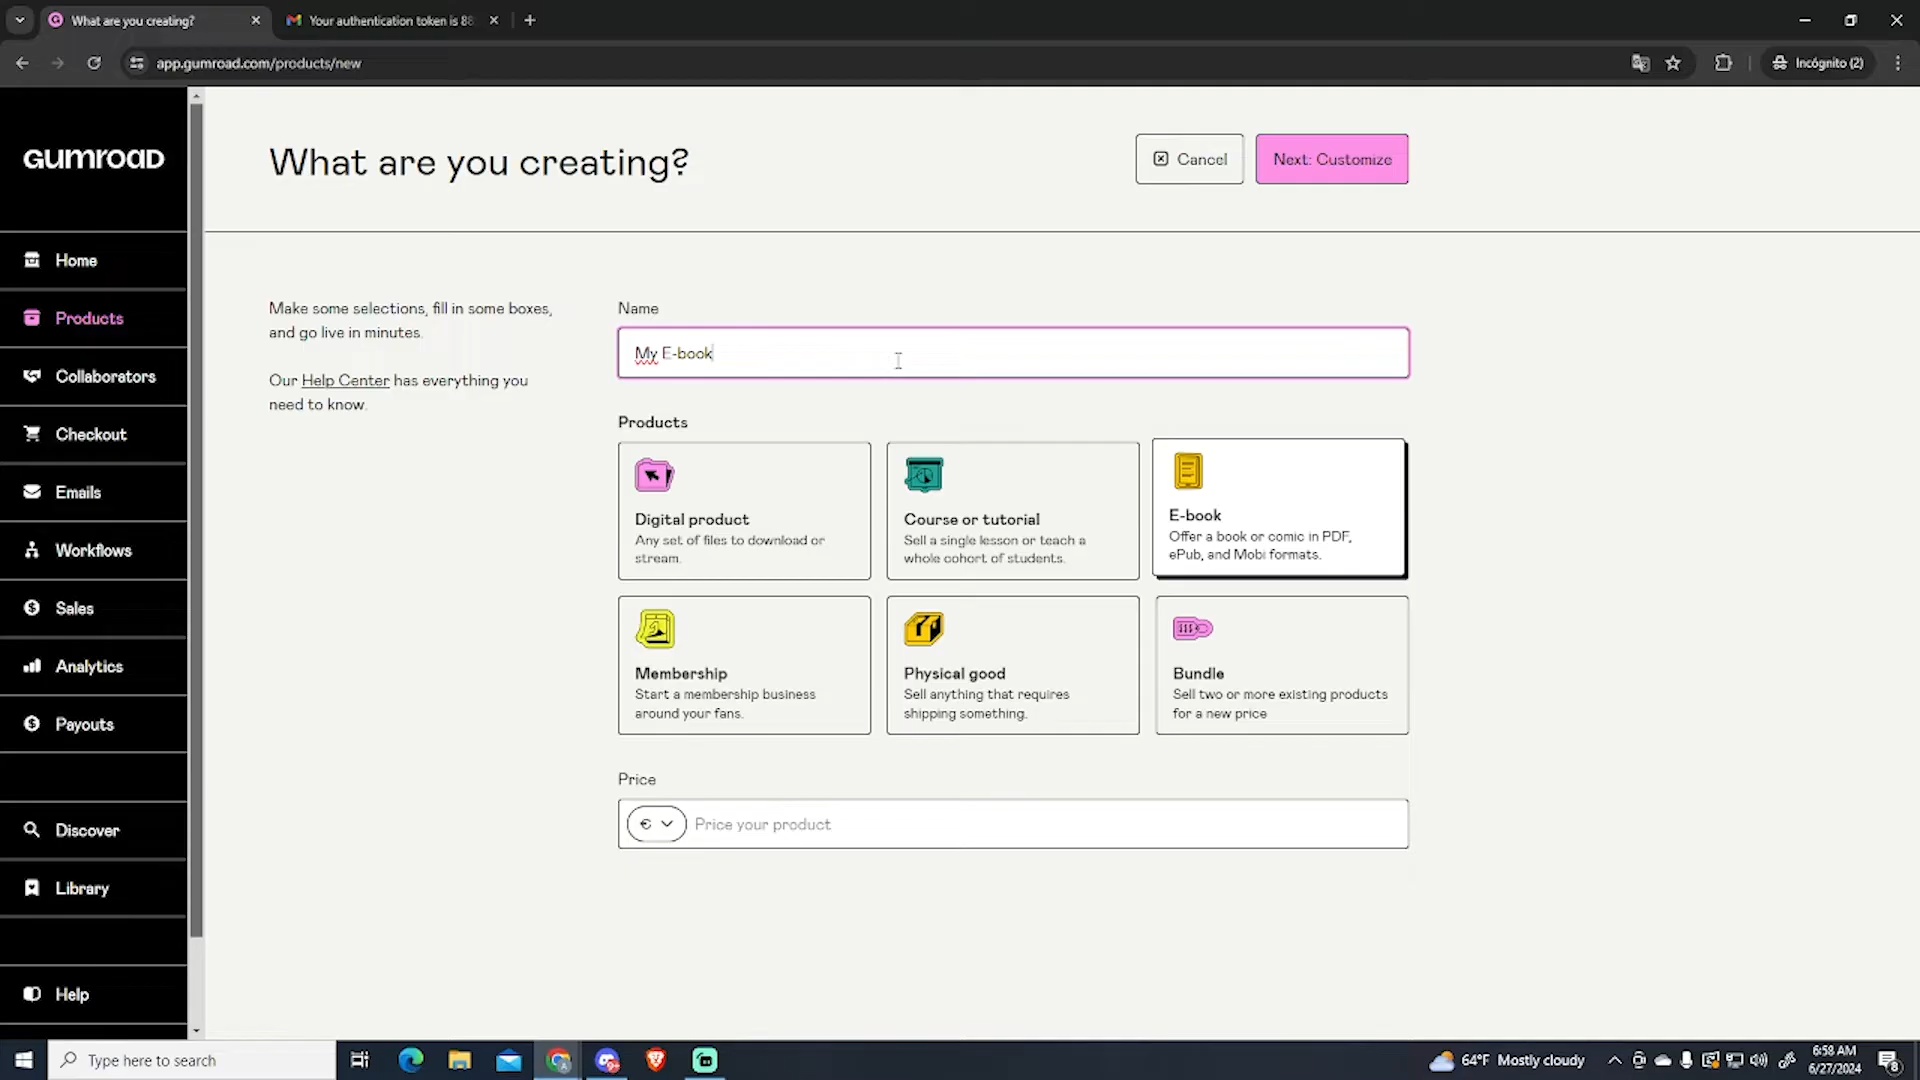 What are you creating?
Your authentication token is 88
app.gumroad.com/products/new
Incógnito (2)
GUMROAD
What are you creating?
Cancel
Next: Customize
Home
Products
Collaborators
Checkout
Emails
Workflows
Sales
Analytics
Payouts
Discover
Library
Help
Make some selections, fill in some boxes,
and go live in minutes.
Our Help Center has everything you
need to know.
Name
My E-book
Products
Digital product
Any set of files to download or
stream.
Course or tutorial
Sell a single lesson or teach a
whole cohort of students.
E-book
Offer a book or comic in PDF,
ePub, and Mobi formats.
Membership
Start a membership business
around your fans.
Physical good
Sell anything that requires
shipping something.
Bundle
Sell two or more existing products
for a new price
Price
€
Price your product
Type here to search
64°F Mostly cloudy
6:58 AM
6/27/2024
8